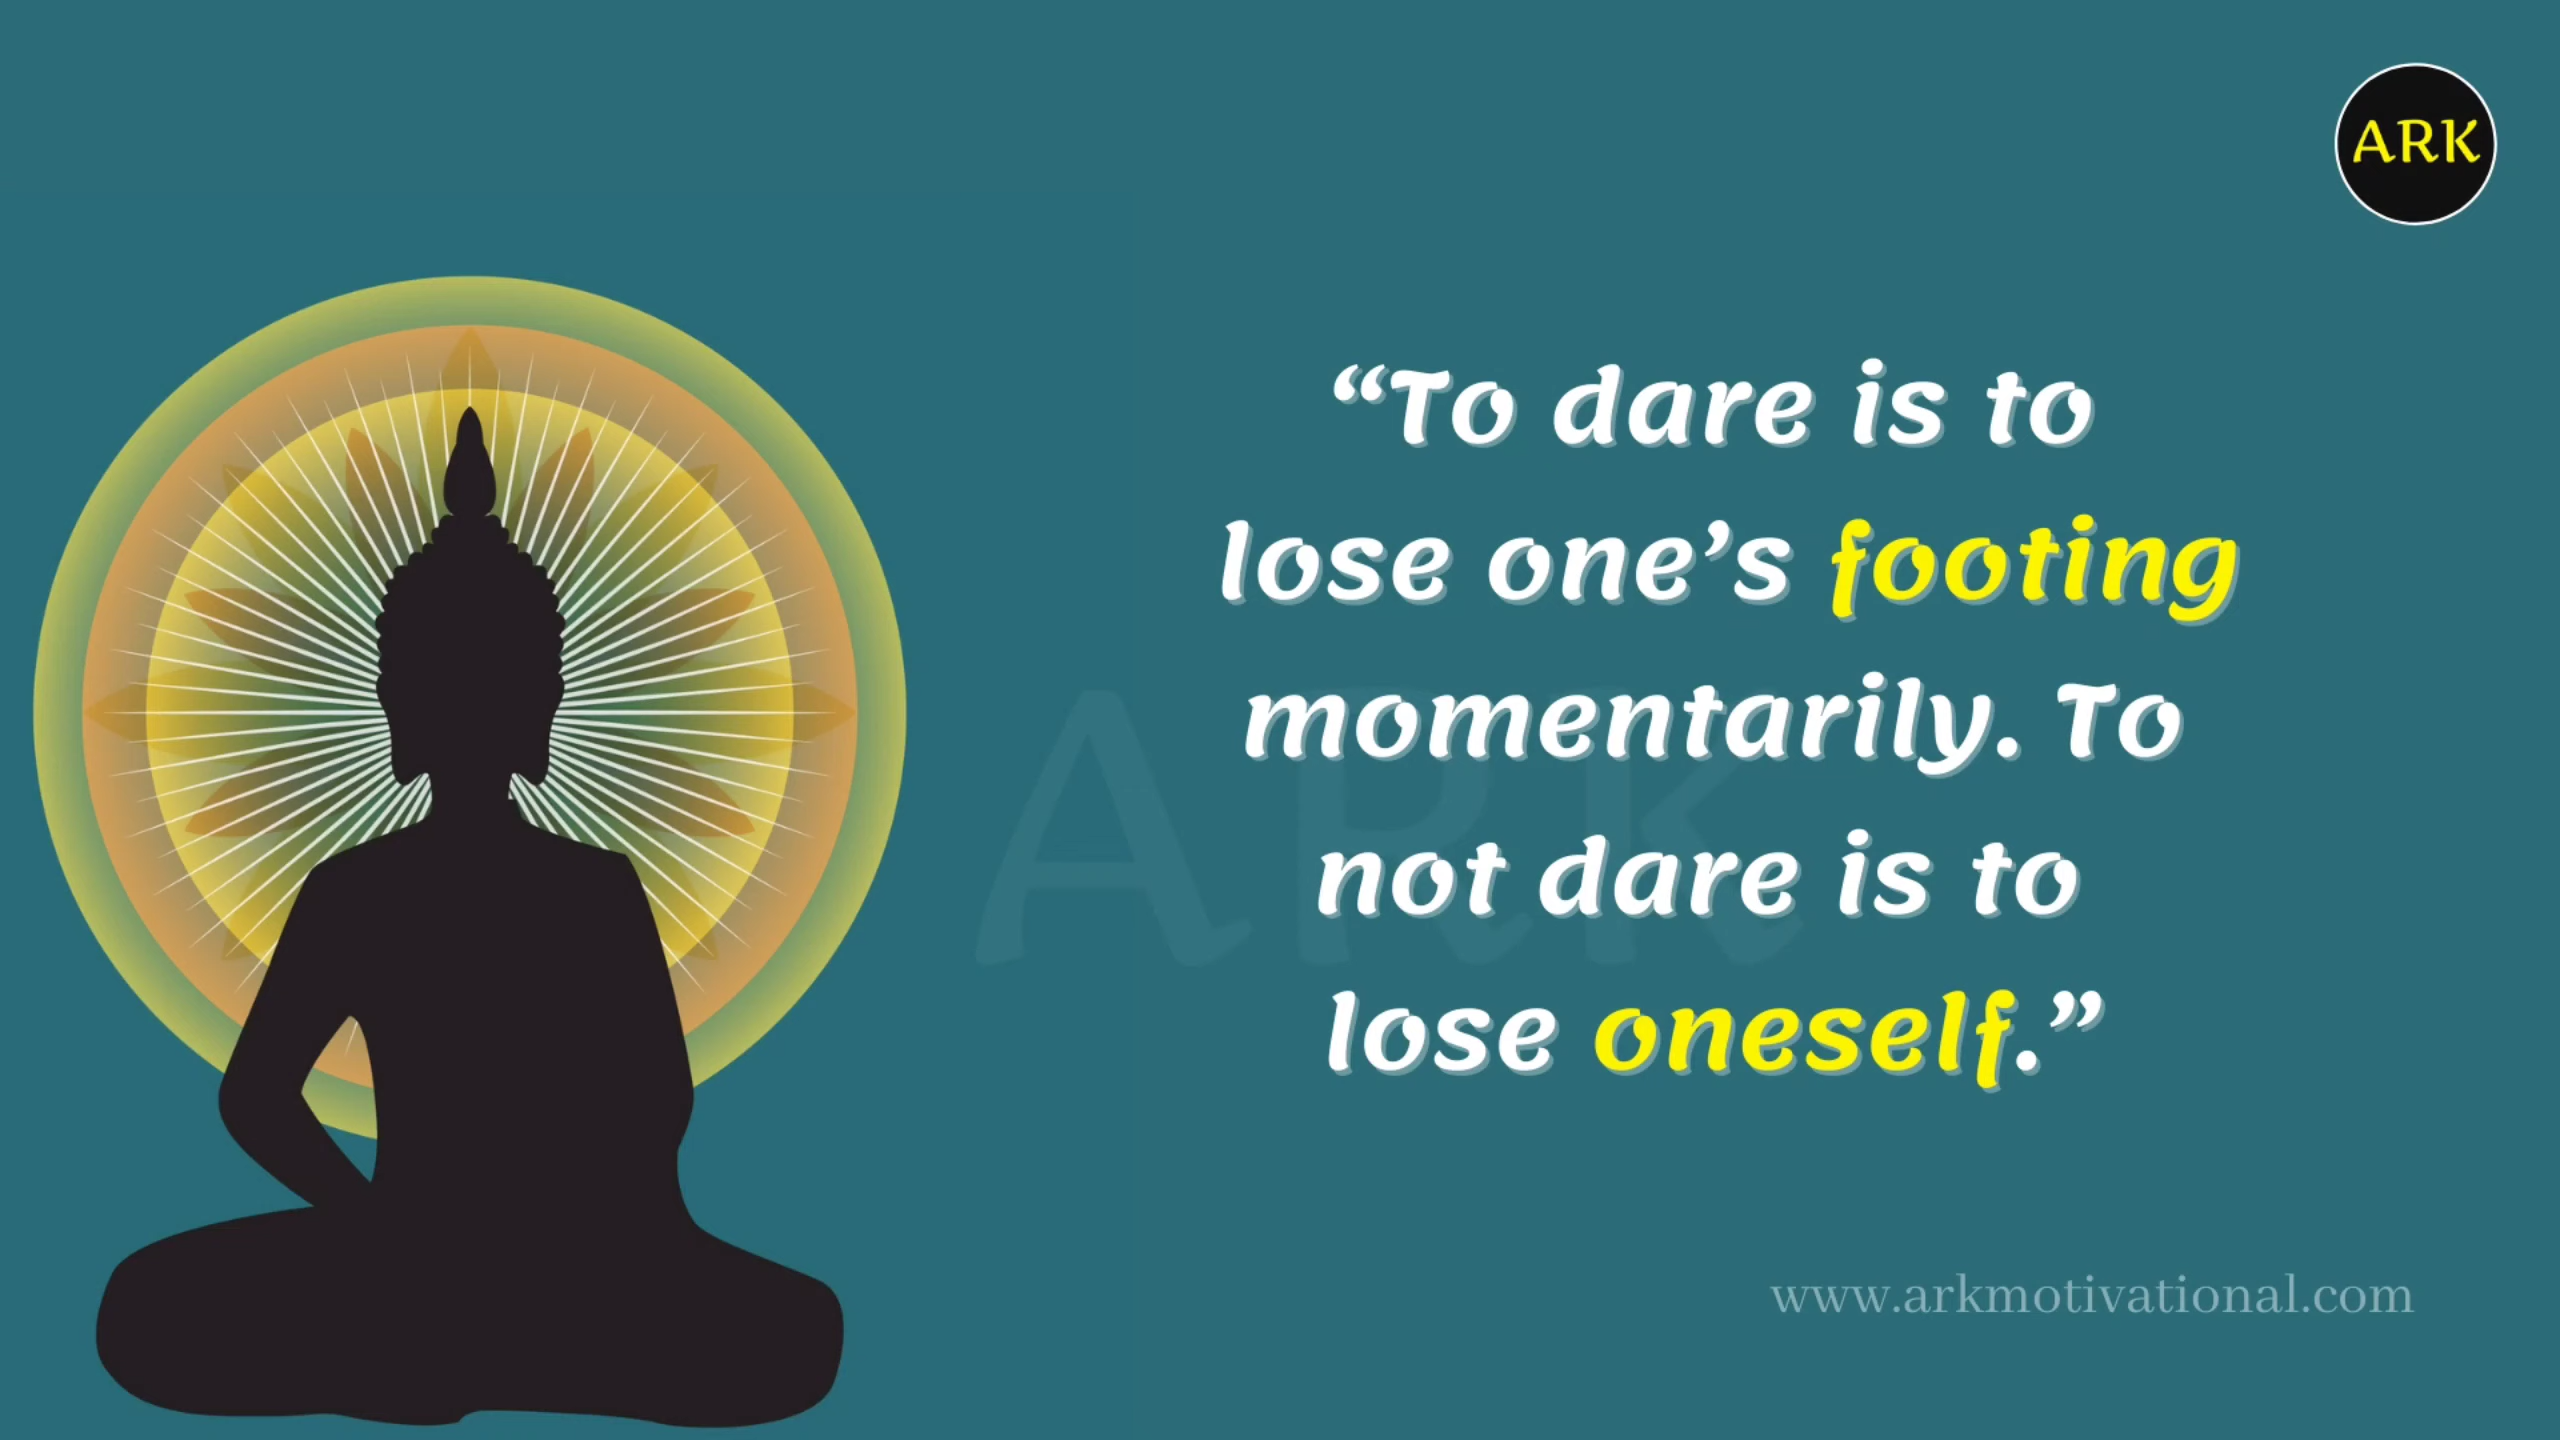 ARK
“To dare is to
lose one’s footing
momentarily. To
not dare is to
lose oneself.”
ARK
www.arkmotivational.com